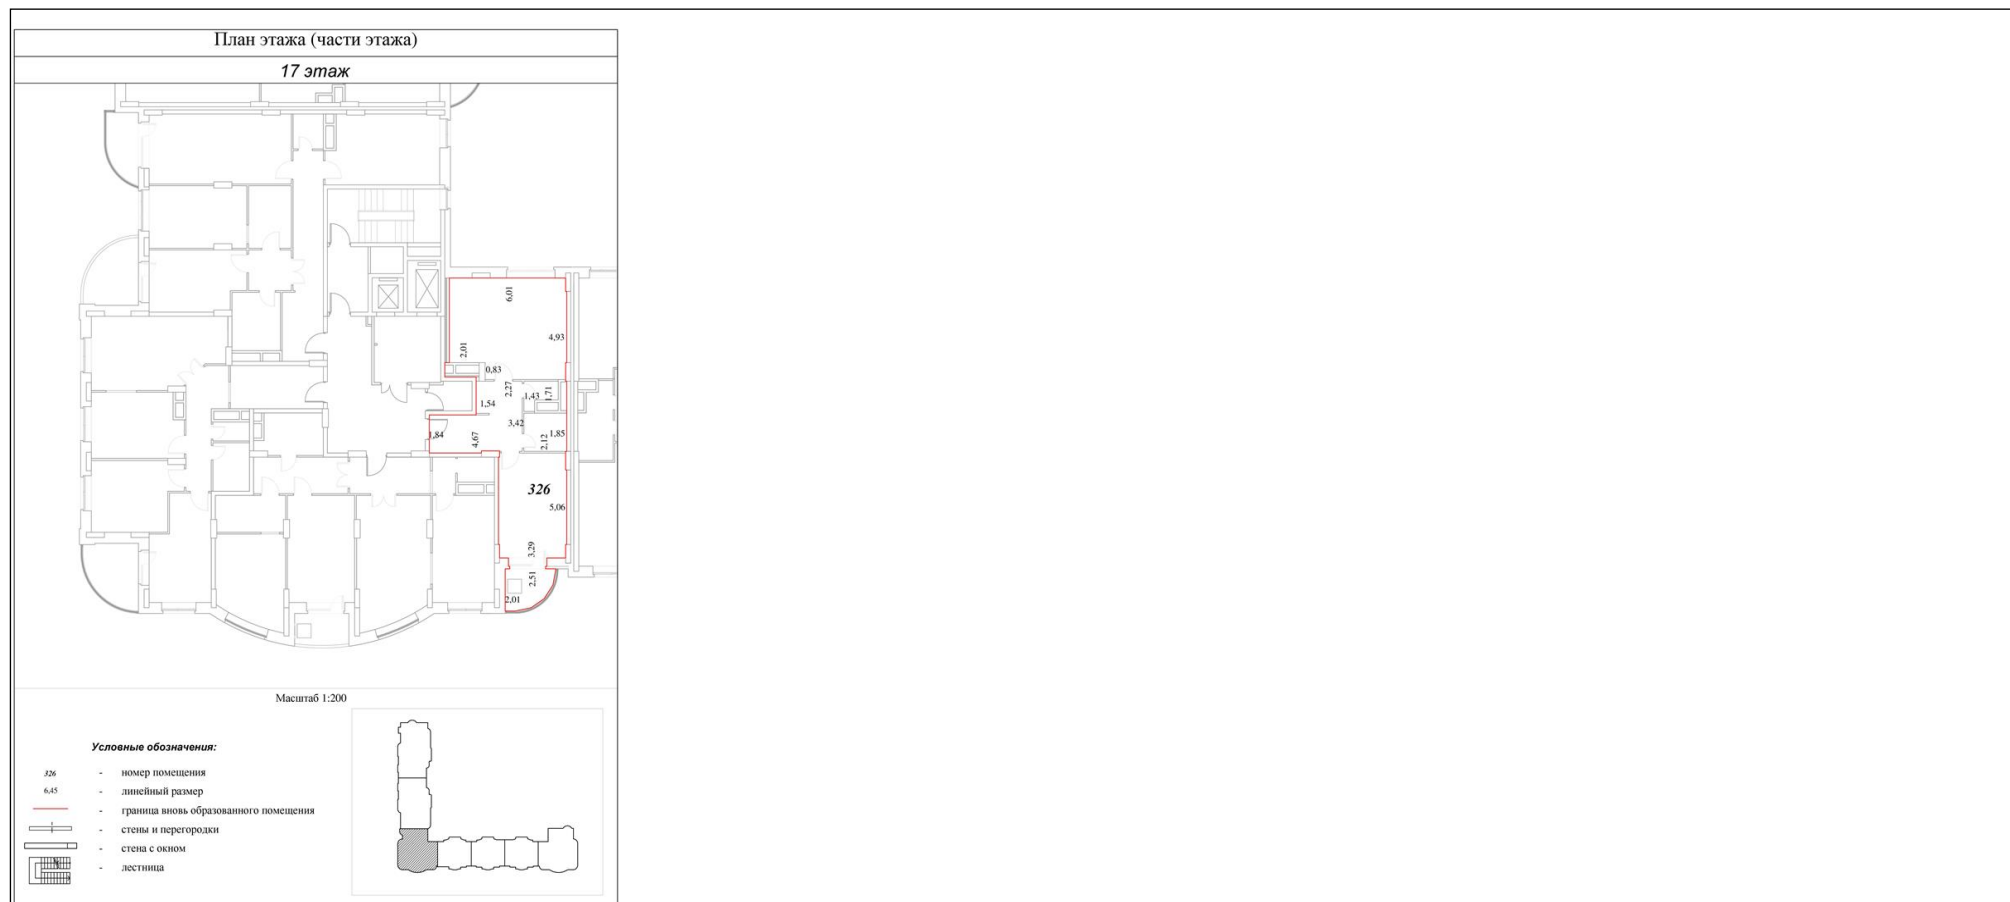 План этажа (части этажа)
17 этаж
6,01
4,93
2,01
0,83
2,27
1,43
1,71
1,54
3,42
1,84
4,67
2,12
1,85
326
5,06
3,29
2,51
2,01
Масштаб 1:200
Условные обозначения:
326 - номер помещения
6,45 - линейный размер
- граница вновь образованного помещения
- стены и перегородки
- стена с окном
- лестница